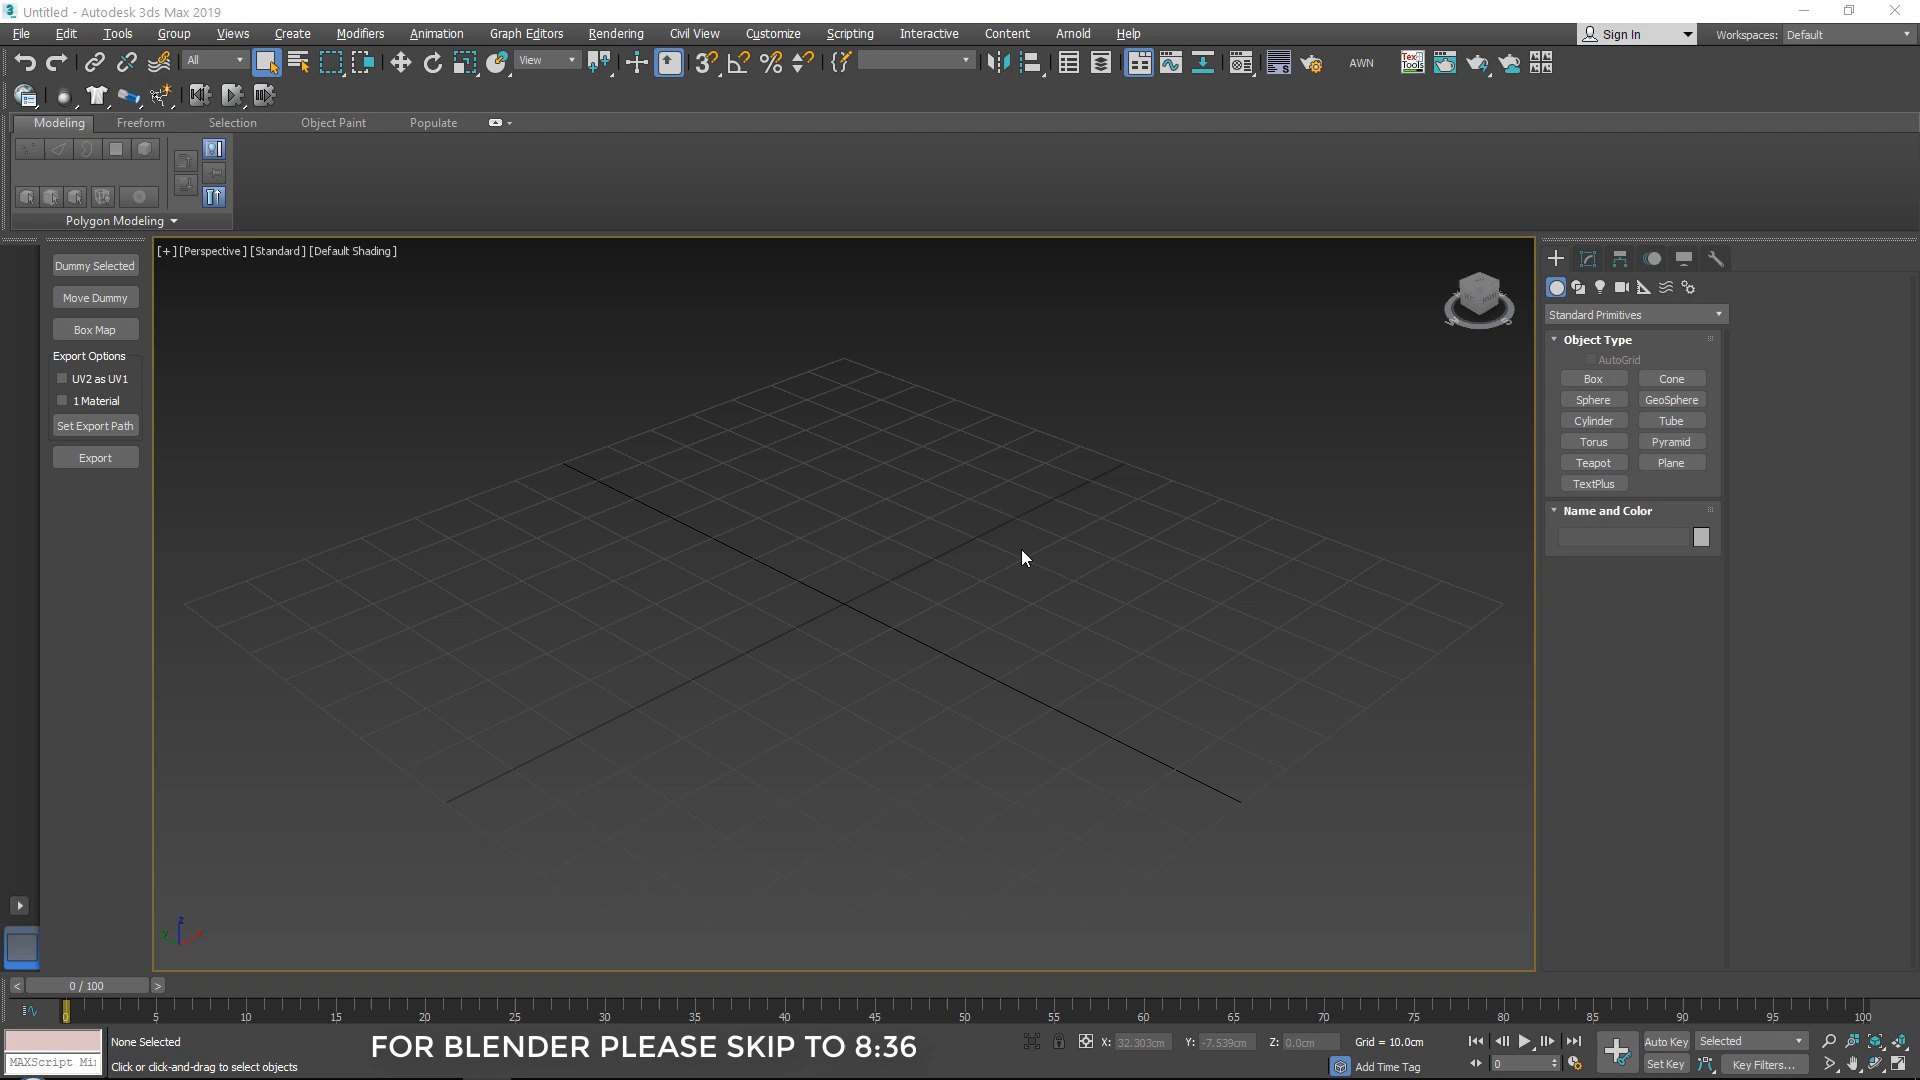 Untitled - Autodesk 3ds Max 2019
File Edit Tools Group Views Create Modifiers Animation Graph Editors Rendering Civil View Customize Scripting Interactive Content Arnold Help Sign In Workspaces: Default
All View AWN
Modeling Freeform Selection Object Paint Populate
Polygon Modeling
[+] [Perspective] [Standard] [Default Shading]
Dummy Selected
Move Dummy
Box Map
Export Options
UV2 as UV1
1 Material
Set Export Path
Export
Standard Primitives
Object Type
AutoGrid
Box Cone
Sphere GeoSphere
Cylinder Tube
Torus Pyramid
Teapot Plane
TextPlus
Name and Color
z
y x
< 0 / 100 >
0 5 10 15 20 25 30 35 40 45 50 55 60 65 70 75 80 85 90 95 100
None Selected
MAXScript Mi
Click or click-and-drag to select objects
FOR BLENDER PLEASE SKIP TO 8:36
X: 32.303cm Y: -7.539cm Z: 0.0cm Grid = 10.0cm
Add Time Tag
0
Auto Key Selected
Set Key Key Filters...